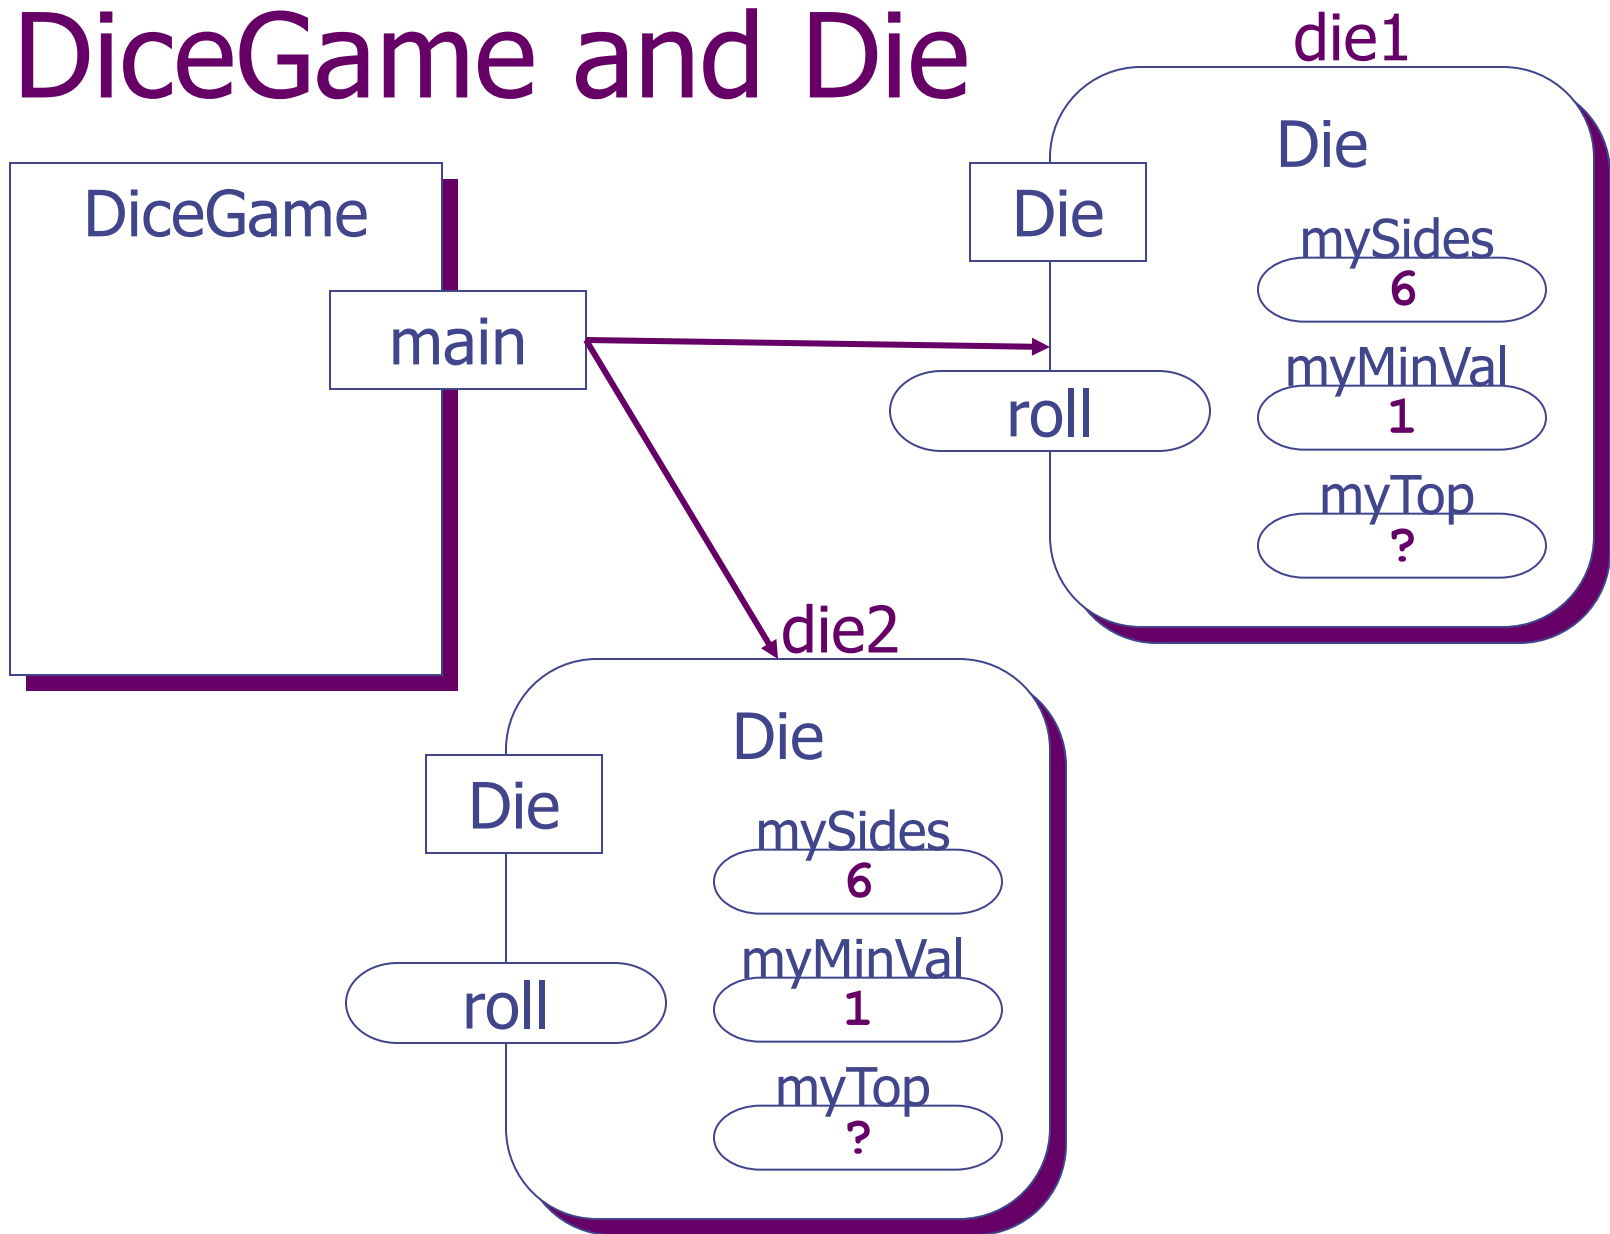 DiceGame and Die
DiceGame
main
die1
Die
Die
mySides
6
myMinVal
1
roll
myTop
?
die2
Die
Die
mySides
6
myMinVal
1
roll
myTop
?